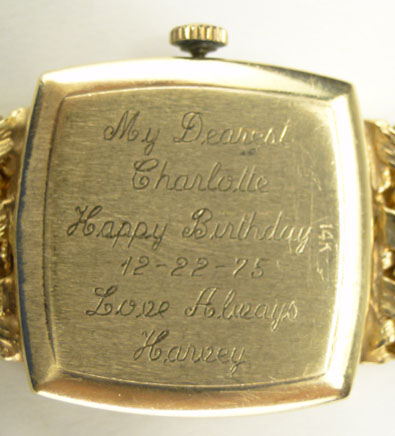 My Dearest
Charlotte
Happy Birthday
12-22-75
Love Always
Harvey
14K